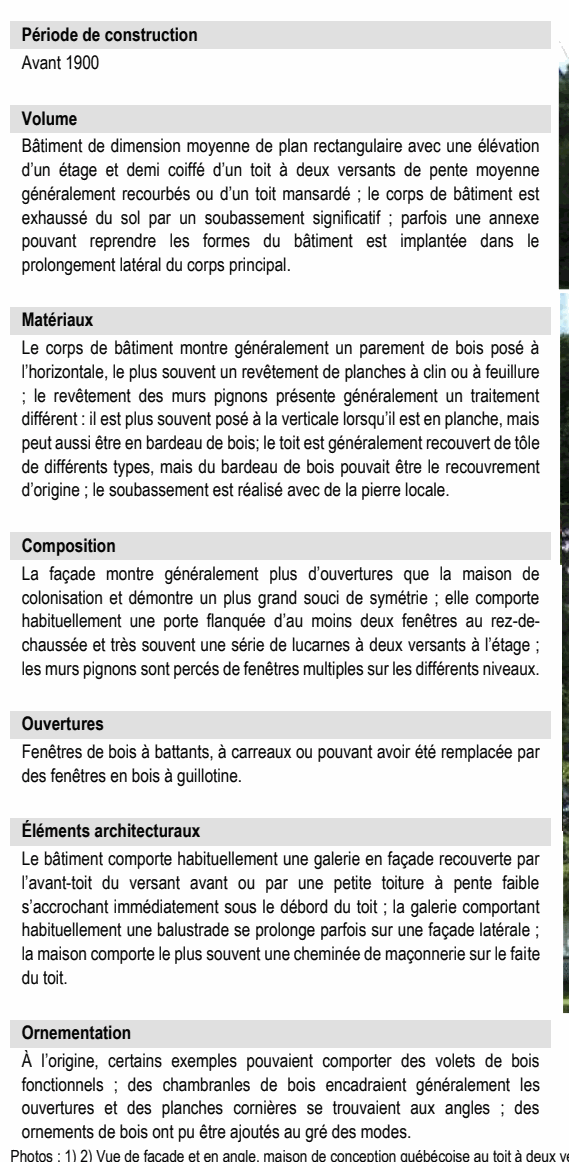 Période de construction
Avant 1900
Volume
Bâtiment de dimension moyenne de plan rectangulaire avec une élévation
d'un étage et demi coiffé d'un toit à deux versants de pente moyenne
généralement recourbés ou d'un toit mansardé ; le corps de bâtiment est
exhaussé du sol par un soubassement significatif ; parfois une annexe
pouvant reprendre les formes du bâtiment est implantée dans le
prolongement latéral du corps principal.
Matériaux
Le corps de bâtiment montre généralement un parement de bois posé à
l'horizontale, le plus souvent un revêtement de planches à clin ou à feuillure
; le revêtement des murs pignons présente généralement un traitement
différent : il est plus souvent posé à la verticale lorsqu'il est en planche, mais
peut aussi être en bardeau de bois; le toit est généralement recouvert de tôle
de différents types, mais du bardeau de bois pouvait être le recouvrement
d'origine ; le soubassement est réalisé avec de la pierre locale.
Composition
La façade montre généralement plus d'ouvertures que la maison de
colonisation et démontre un plus grand souci de symétrie ; elle comporte
habituellement une porte flanquée d'au moins deux fenêtres au rez-de-
chaussée et très souvent une série de lucarnes à deux versants à l'étage ;
les murs pignons sont percés de fenêtres multiples sur les différents niveaux.
Ouvertures
Fenêtres de bois à battants, à carreaux ou pouvant avoir été remplacée par
des fenêtres en bois à guillotine.
Éléments architecturaux
Le bâtiment comporte habituellement une galerie en façade recouverte par
l'avant-toit du versant avant ou par une petite toiture à pente faible
s'accrochant immédiatement sous le débord du toit ; la galerie comportant
habituellement une balustrade se prolonge parfois sur une façade latérale ;
la maison comporte le plus souvent une cheminée de maçonnerie sur le faite
du toit.
Ornementation
À l'origine, certains exemples pouvaient comporter des volets de bois
fonctionnels ; des chambranles de bois encadraient généralement les
ouvertures et des planches cornières se trouvaient aux angles ; des
ornements de bois ont pu être ajoutés au gré des modes.
Photos : 1) 2) Vue de façade et en angle, maison de conception québécoise au toit à deux